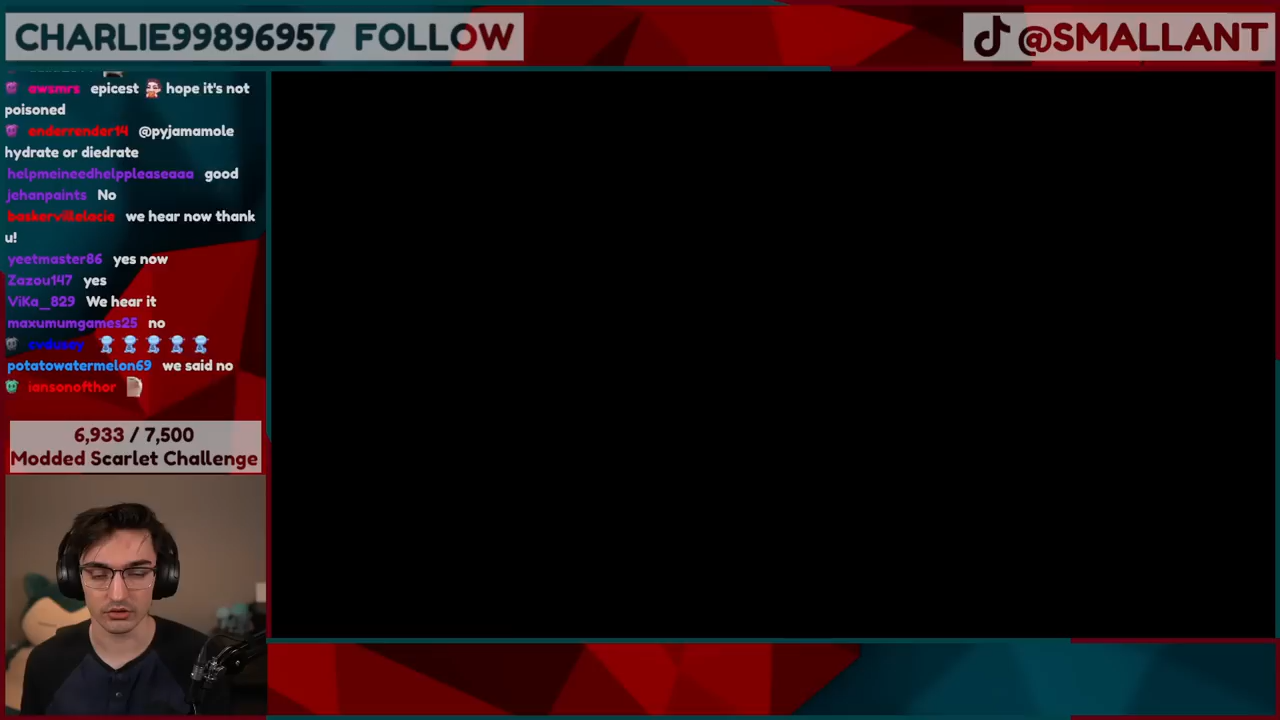 CHARLIE99896957 FOLLOW
@SMALLANT
awsmrs epicest hope it's not
poisoned
enderrender14 @pyjamamole
hydrate or diedrate
helpmeineedhelppleaseaaa good
jehanpaints No
baskervillelacie we hear now thank
u!
yeetmaster86 yes now
Zazou147 yes
ViKa_829 We hear it
maxumumgames25 no
potatowatermelon69 we said no
iansonofthor
6,933 / 7,500
Modded Scarlet Challenge